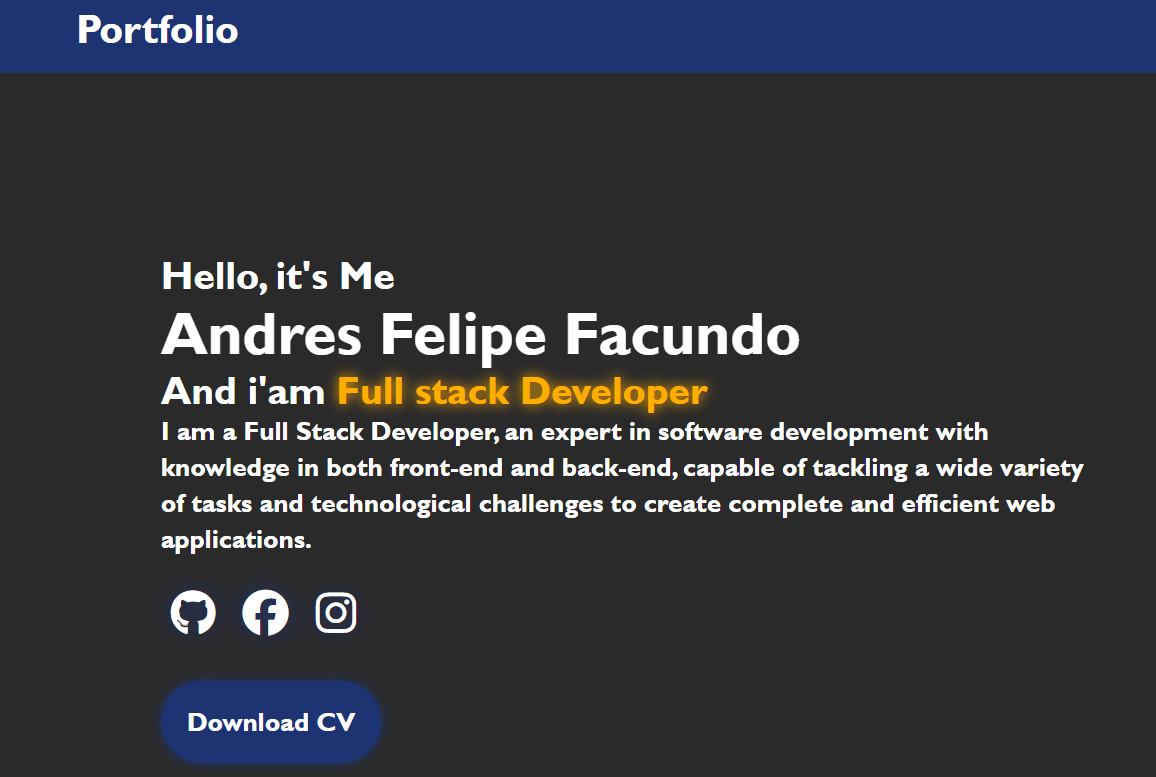 Portfolio
Hello, it's Me
Andres Felipe Facundo
And i'am Full stack Developer
I am a Full Stack Developer, an expert in software development with
knowledge in both front-end and back-end, capable of tackling a wide variety
of tasks and technological challenges to create complete and efficient web
applications.
Download CV